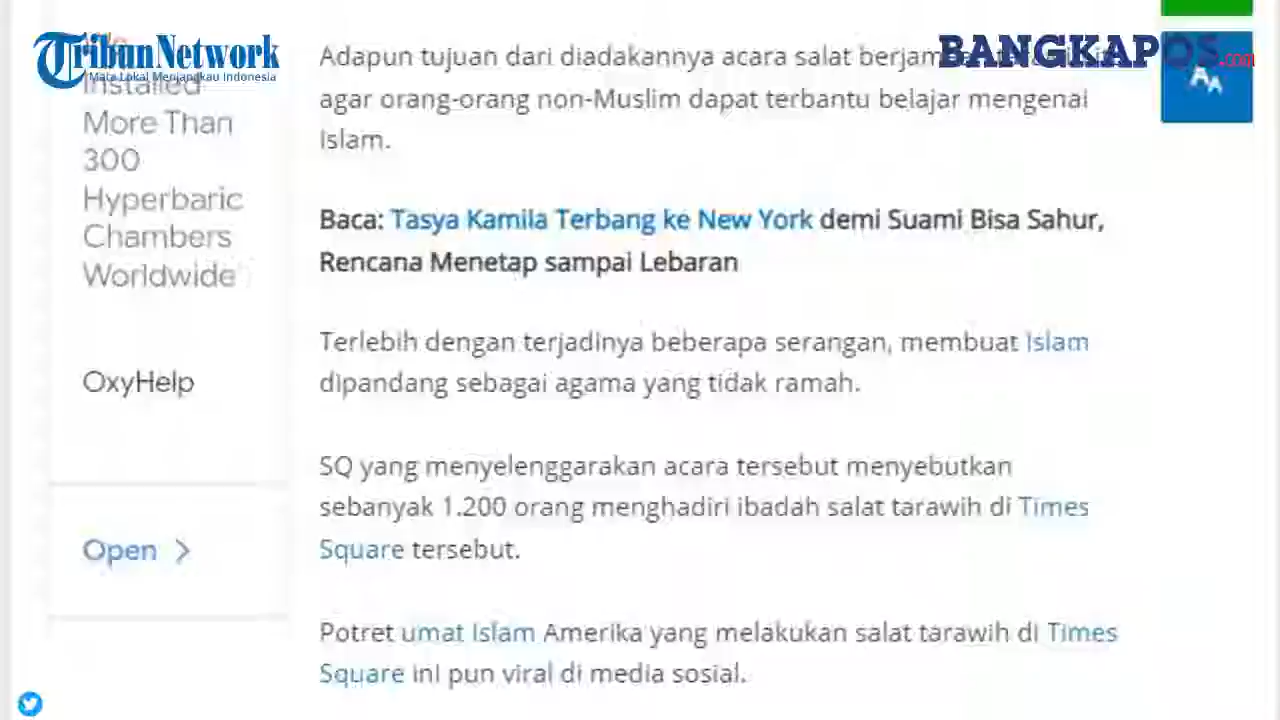 Tribun Network
Mata Lokal Menjangkau Indonesia
BANGKAPOS.com
AA
Installed
More Than
300
Hyperbaric
Chambers
Worldwide
OxyHelp
Open >
Adapun tujuan dari diadakannya acara salat
agar orang-orang non-Muslim dapat terbantu belajar mengenai
Islam.
Baca: Tasya Kamila Terbang ke New York demi Suami Bisa Sahur,
Rencana Menetap sampai Lebaran
Terlebih dengan terjadinya beberapa serangan, membuat Islam
dipandang sebagai agama yang tidak ramah.
SQ yang menyelenggarakan acara tersebut menyebutkan
sebanyak 1.200 orang menghadiri ibadah salat tarawih di Times
Square tersebut.
Potret umat Islam Amerika yang melakukan salat tarawih di Times
Square ini pun viral di media sosial.